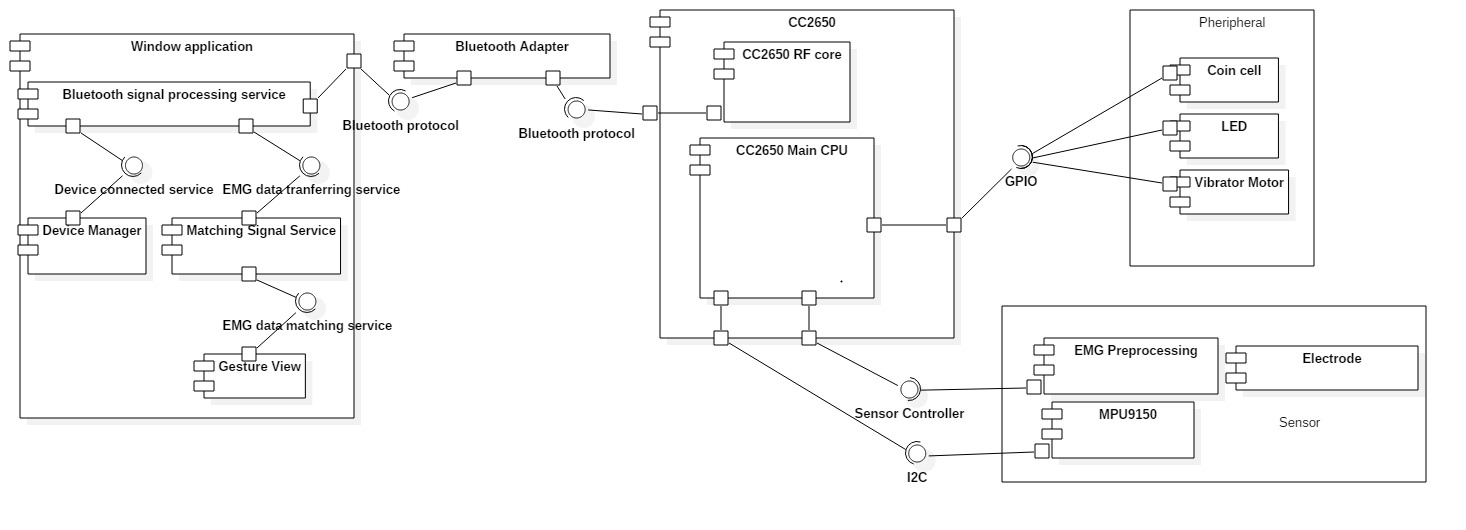 Window application
Bluetooth signal processing service
Device connected service
EMG data tranferring service
Device Manager
Matching Signal Service
EMG data matching service
Gesture View
Bluetooth protocol
Bluetooth Adapter
Bluetooth protocol
CC2650
CC2650 RF core
CC2650 Main CPU
GPIO
Pheripheral
Coin cell
LED
Vibrator Motor
Sensor Controller
I2C
EMG Preprocessing
Electrode
MPU9150
Sensor